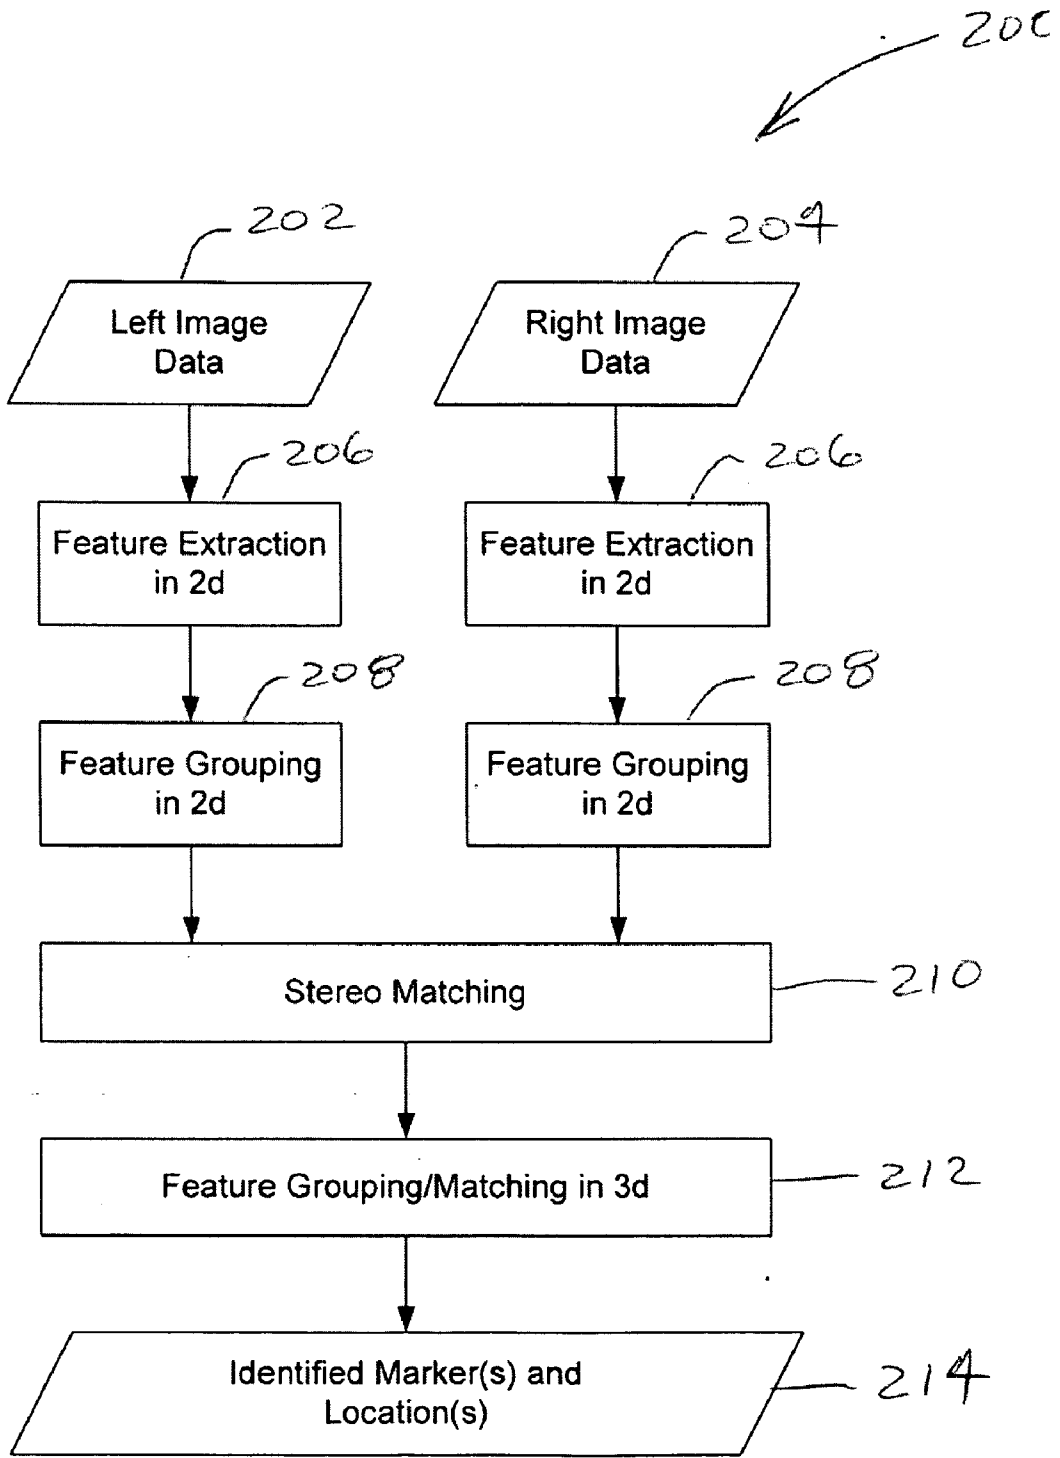 200
202
204
Left Image
Data
Right Image
Data
206
206
Feature Extraction
in 2d
Feature Extraction
in 2d
208
208
Feature Grouping
in 2d
Feature Grouping
in 2d
Stereo Matching
210
Feature Grouping/Matching in 3d
212
Identified Marker(s) and
Location(s)
214